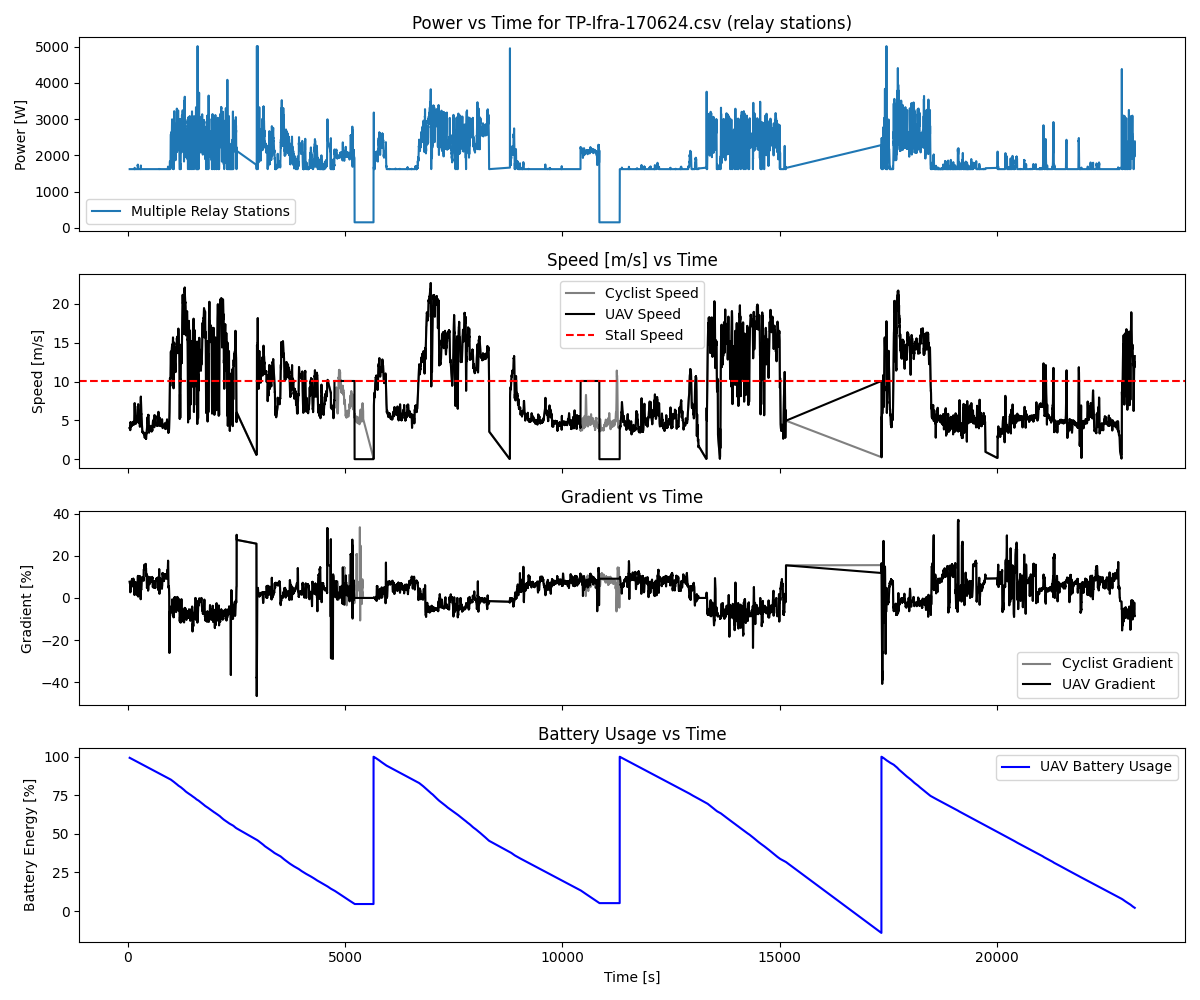 Power vs Time for TP-Ifra-170624.csv (relay stations)
5000
4000
3000
2000
1000
0
Power [W]
Multiple Relay Stations
Speed [m/s] vs Time
20
15
10
5
0
Speed [m/s]
Cyclist Speed
UAV Speed
Stall Speed
Gradient vs Time
40
20
0
−20
−40
Gradient [%]
Cyclist Gradient
UAV Gradient
Battery Usage vs Time
100
75
50
25
0
Battery Energy [%]
UAV Battery Usage
0 5000 10000 15000 20000
Time [s]